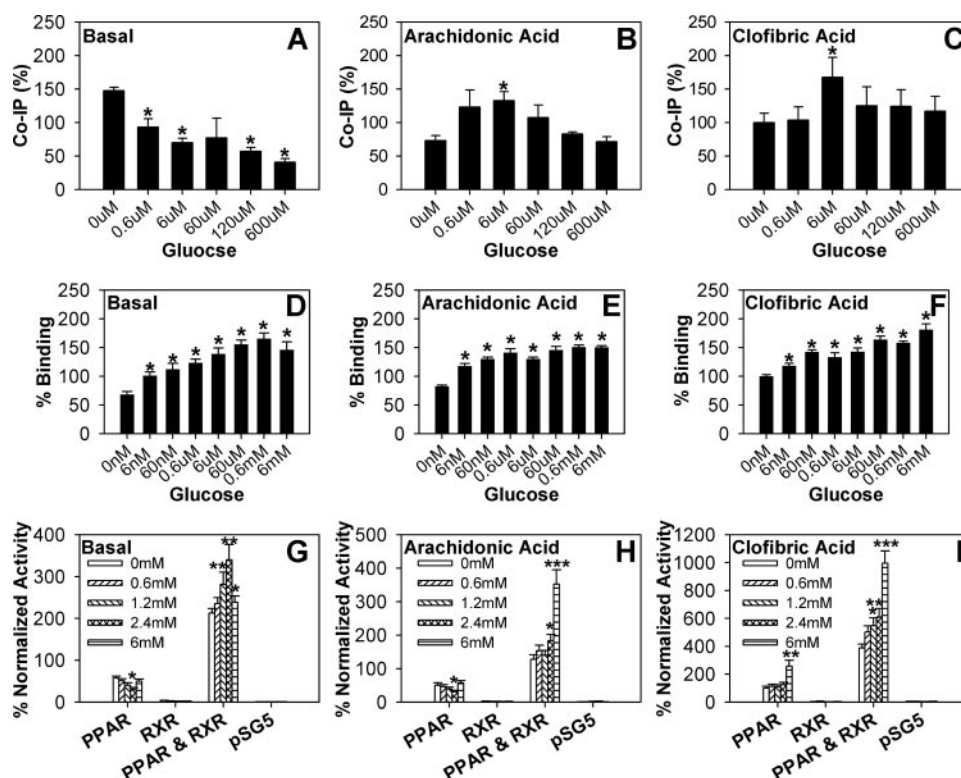 Basal
A
Co-IP (%)
250
200
150
100
50
0
0uM
0.6uM
6uM
60uM
120uM
600uM
Gluocse
*
*
*
*
Arachidonic Acid
B
Co-IP (%)
250
200
150
100
50
0
0uM
0.6uM
6uM
60uM
120uM
600uM
Glucose
*
Clofibric Acid
C
Co-IP (%)
250
200
150
100
50
0
0uM
0.6uM
6uM
60uM
120uM
600uM
Glucose
*
Basal
D
% Binding
250
200
150
100
50
0
0nM
6nM
60nM
0.6uM
6uM
60uM
0.6mM
6mM
Glucose
*
*
*
*
*
*
*
Arachidonic Acid
E
% Binding
250
200
150
100
50
0
0nM
6nM
60nM
0.6uM
6uM
60uM
0.6mM
6mM
Glucose
*
*
*
*
*
*
*
Clofibric Acid
F
% Binding
250
200
150
100
50
0
0nM
6nM
60nM
0.6uM
6uM
60uM
0.6mM
6mM
Glucose
*
*
*
*
*
*
*
Basal
G
% Normalized Activity
400
300
200
100
0
0mM
0.6mM
1.2mM
2.4mM
6mM
*
**
**
*
PPAR
RXR
PPAR & RXR
pSG5
Arachidonic Acid
H
% Normalized Activity
500
400
300
200
100
0
0mM
0.6mM
1.2mM
2.4mM
6mM
*
*
***
PPAR
RXR
PPAR & RXR
pSG5
Clofibric Acid
I
% Normalized Activity
1200
1000
800
600
400
200
0
0mM
0.6mM
1.2mM
2.4mM
6mM
**
*
**
***
PPAR
RXR
PPAR & RXR
pSG5